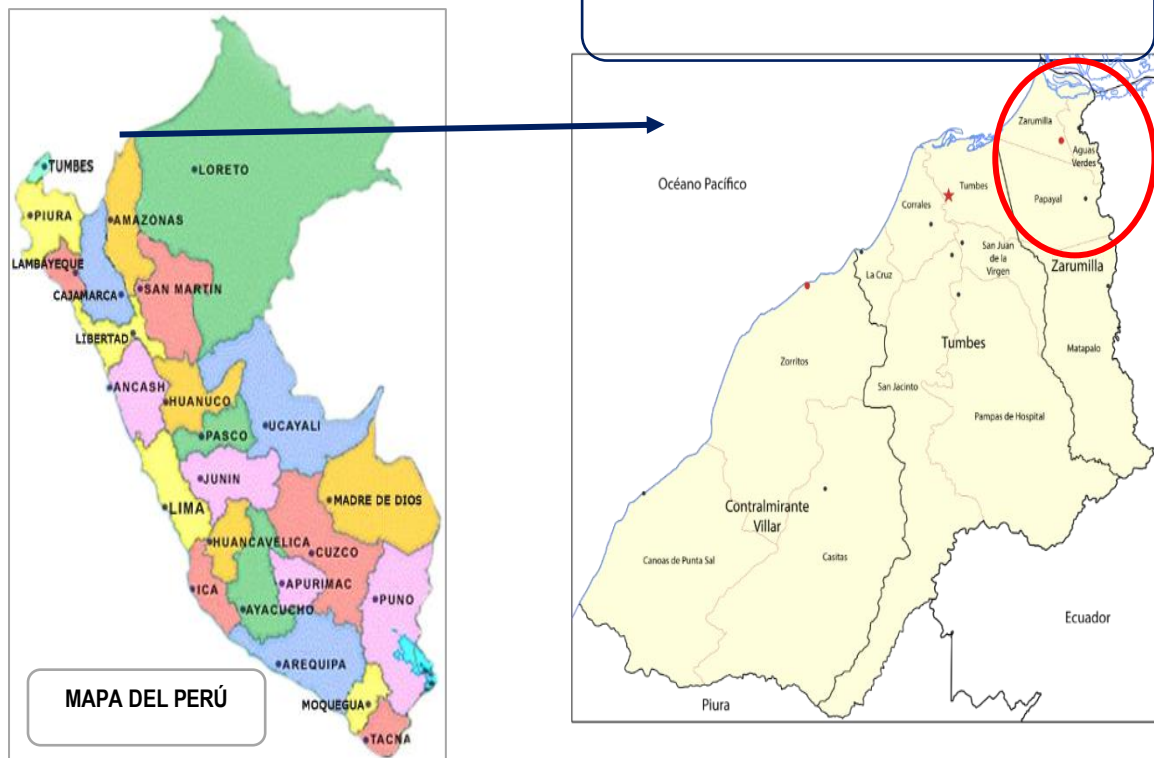 TUMBES
LORETO
PIURA
AMAZONAS
LAMBAYEQUE
CAJAMARCA
SAN MARTIN
LIBERTAD
ANCASH
HUANUCO
UCAYALI
PASCO
JUNIN
LIMA
MADRE DE DIOS
HUANCAVELICA
CUZCO
ICA
APURIMAC
PUNO
AYACUCHO
AREQUIPA
MOQUEGUA
TACNA
MAPA DEL PERÚ
Océano Pacífico
Zarumilla
Aguas
Verdes
Papayal
Tumbes
Corrales
San Juan
de la
Virgen
Zarumilla
La Cruz
Matapalo
Tumbes
Zorritos
San Jacinto
Pampas de Hospital
Contralmirante
Villar
Canoas de Punta Sal
Casitas
Ecuador
Piura